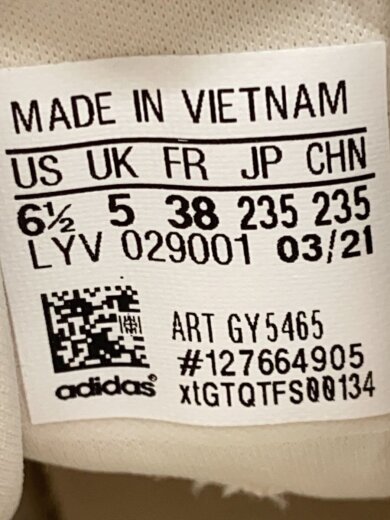 MADE IN VIETNAM
US UK FR JP CHN
6½ 5 38 235 235
LYV 029001 03/21
ART GY5465
#127664905
adidas® xtGTQTFS00134